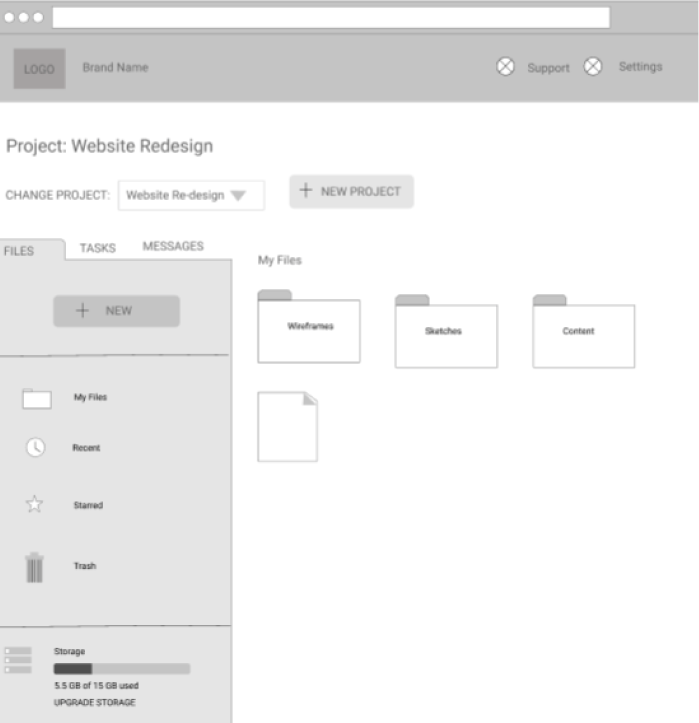 LOGO
Brand Name
Support
Settings
Project: Website Redesign
CHANGE PROJECT:
Website Re-design
NEW PROJECT
FILES
TASKS
MESSAGES
NEW
My Files
Recent
Starred
Trash
Storage
5.5 GB of 15 GB used
UPGRADE STORAGE
My Files
Wireframes
Sketches
Content